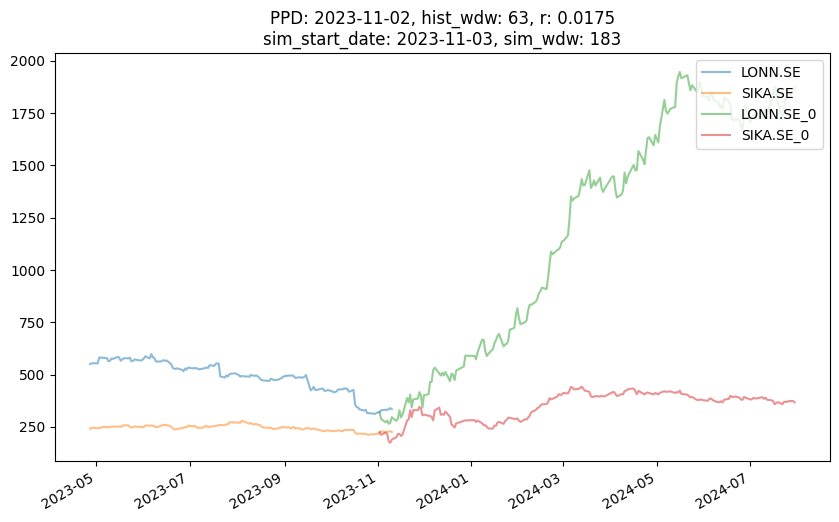 PPD: 2023-11-02, hist_wdw: 63, r: 0.0175
sim_start_date: 2023-11-03, sim_wdw: 183
2000
1750
1500
1250
1000
750
500
250
LONN.SE
SIKA.SE
LONN.SE_0
SIKA.SE_0
2023-05
2023-07
2023-09
2023-11
2024-01
2024-03
2024-05
2024-07